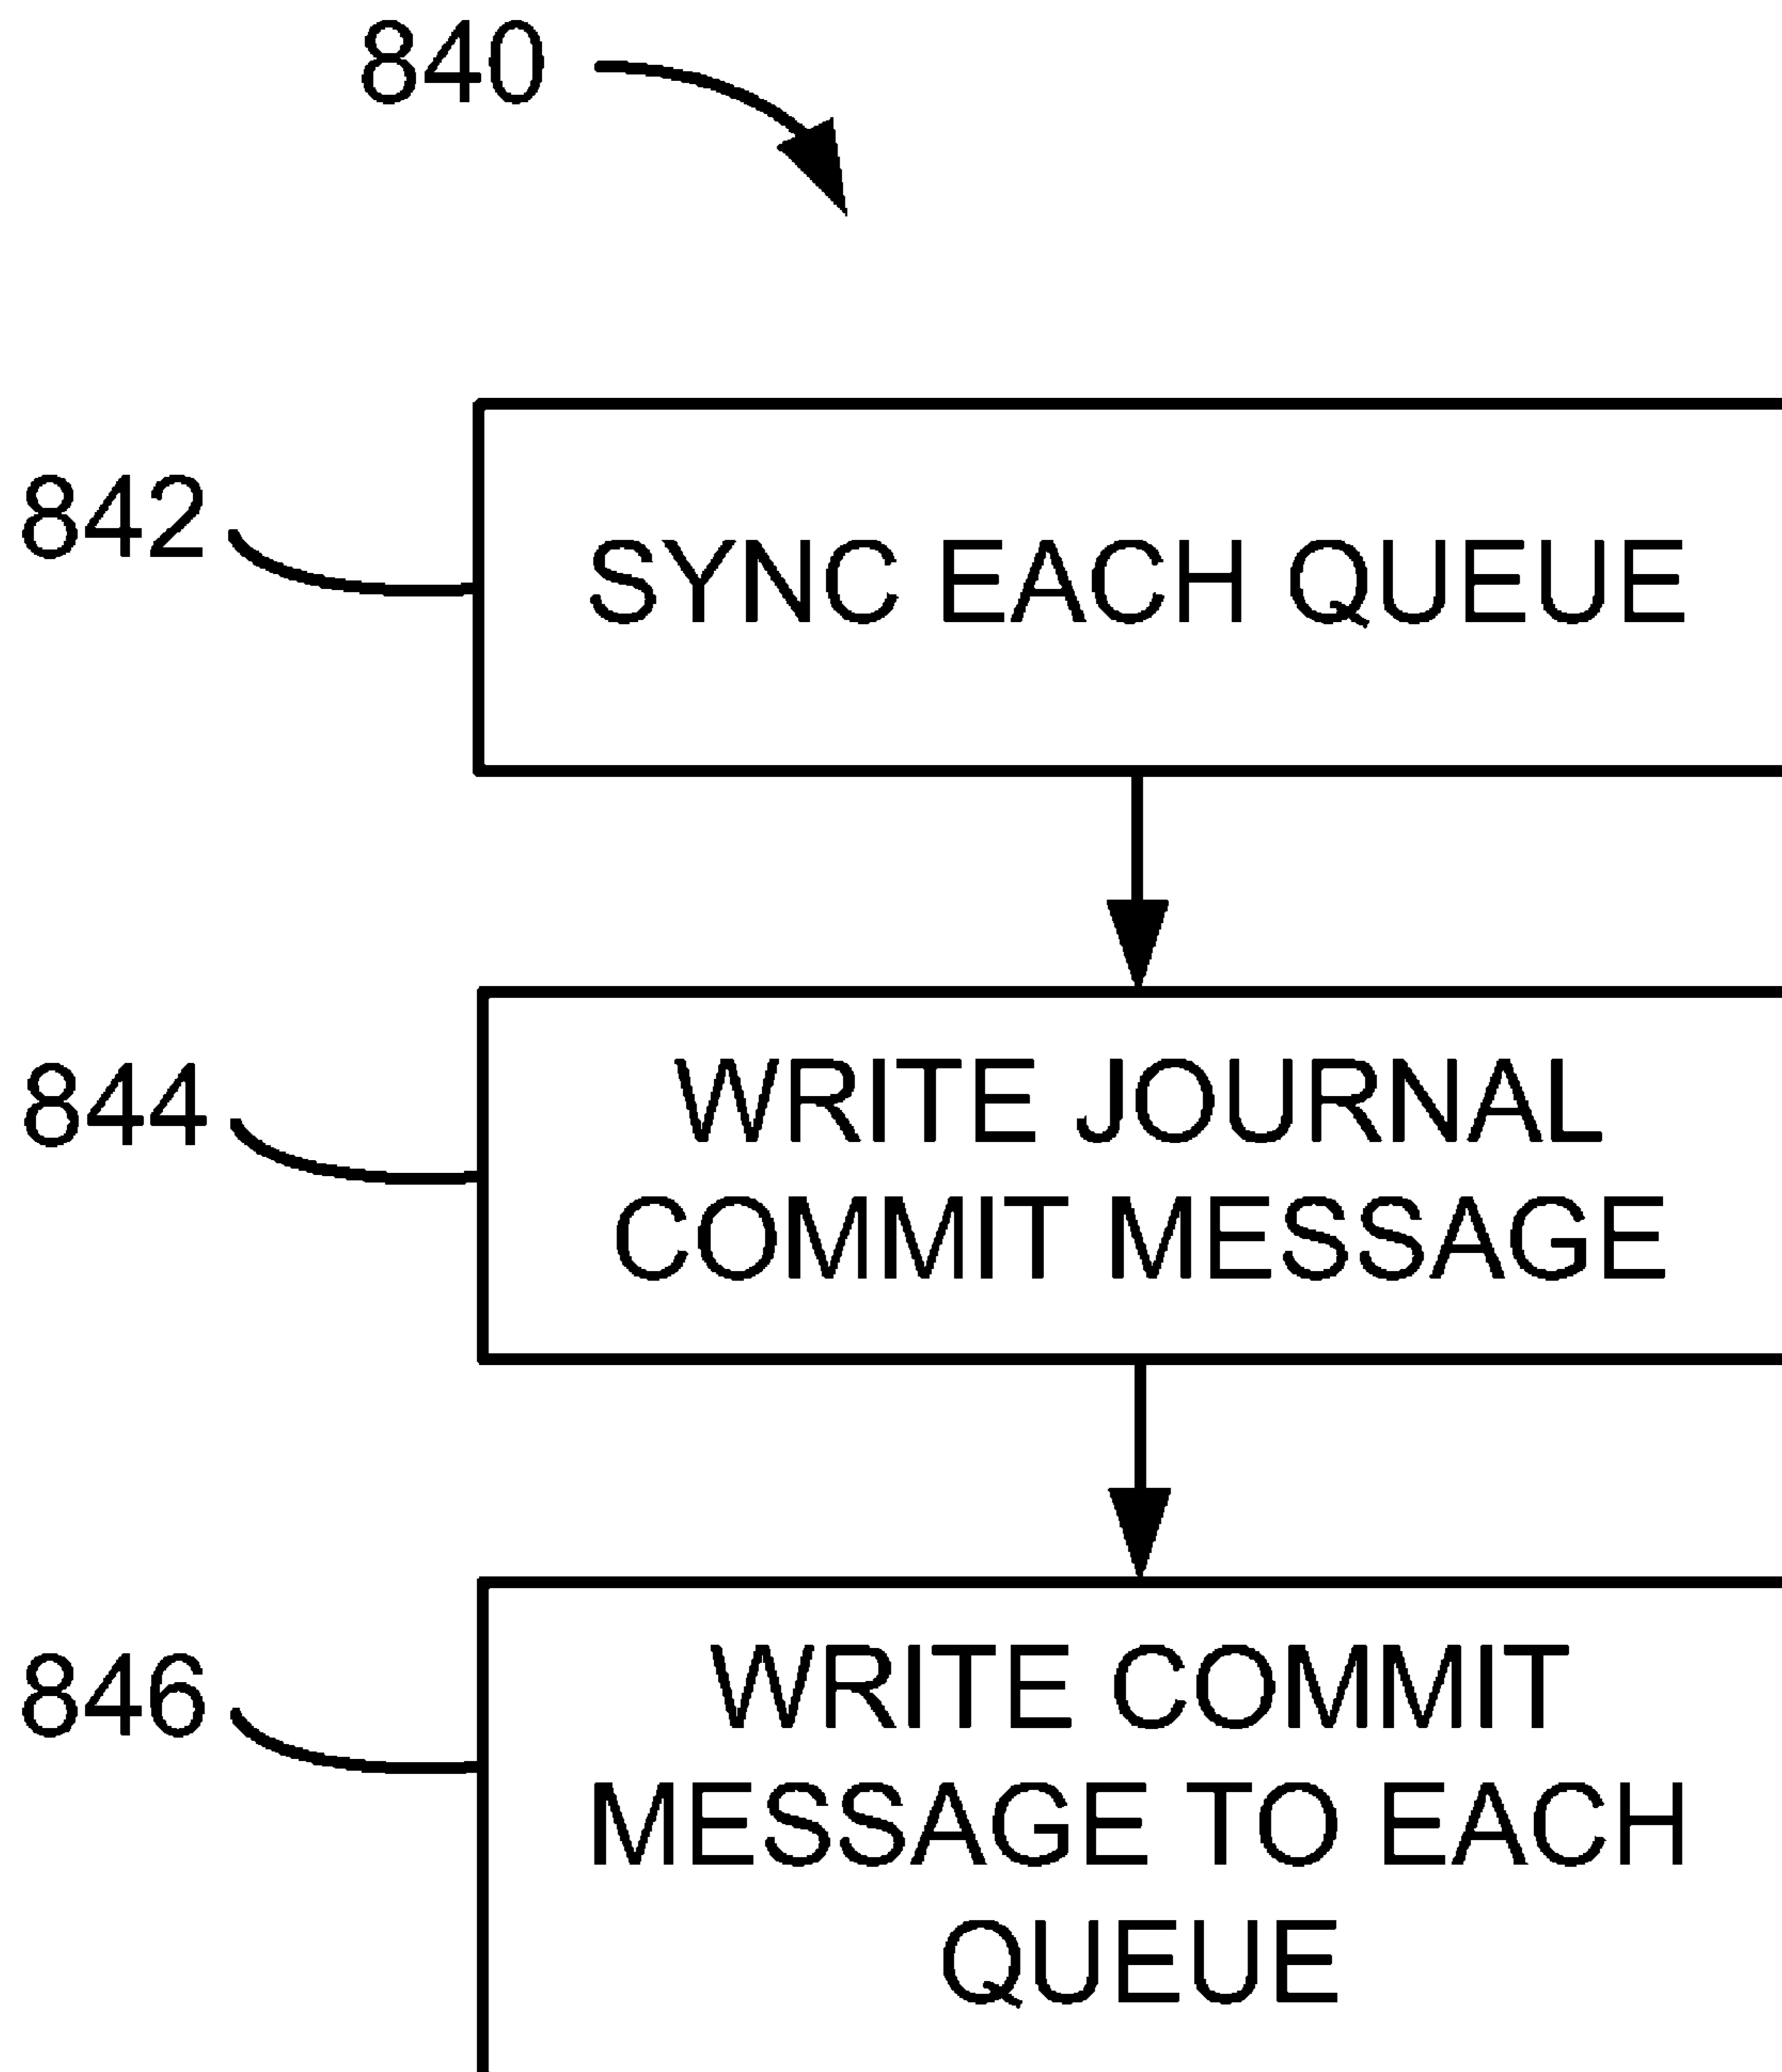 840
842
SYNC EACH QUEUE
844
WRITE JOURNAL
COMMIT MESSAGE
846
WRITE COMMIT
MESSAGE TO EACH
QUEUE